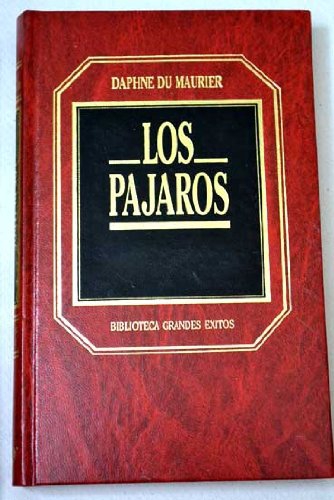 DAPHNE DU MAURIER
LOS
PAJAROS
BIBLIOTECA GRANDES EXITOS